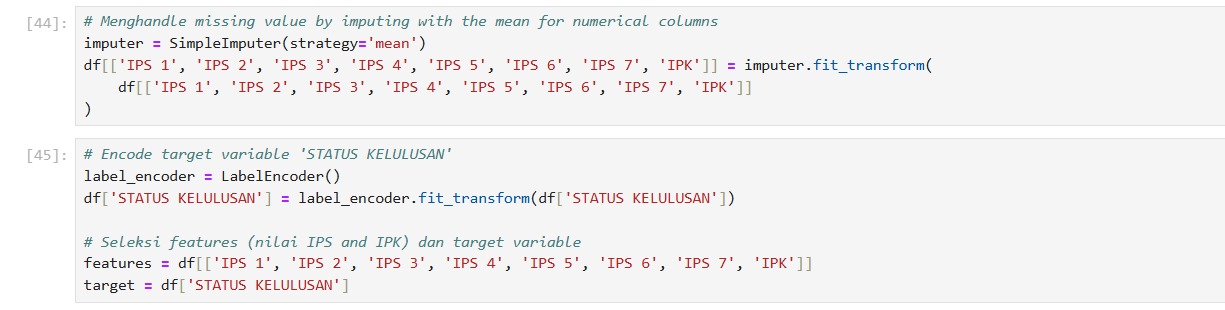 [44]:
# Menghandle missing value by imputing with the mean for numerical columns
imputer = SimpleImputer(strategy='mean')
df[['IPS 1', 'IPS 2', 'IPS 3', 'IPS 4', 'IPS 5', 'IPS 6', 'IPS 7', 'IPK']] = imputer.fit_transform(
    df[['IPS 1', 'IPS 2', 'IPS 3', 'IPS 4', 'IPS 5', 'IPS 6', 'IPS 7', 'IPK']]
)
[45]:
# Encode target variable 'STATUS KELULUSAN'
label_encoder = LabelEncoder()
df['STATUS KELULUSAN'] = label_encoder.fit_transform(df['STATUS KELULUSAN'])
# Seleksi features (nilai IPS and IPK) dan target variable
features = df[['IPS 1', 'IPS 2', 'IPS 3', 'IPS 4', 'IPS 5', 'IPS 6', 'IPS 7', 'IPK']]
target = df['STATUS KELULUSAN']